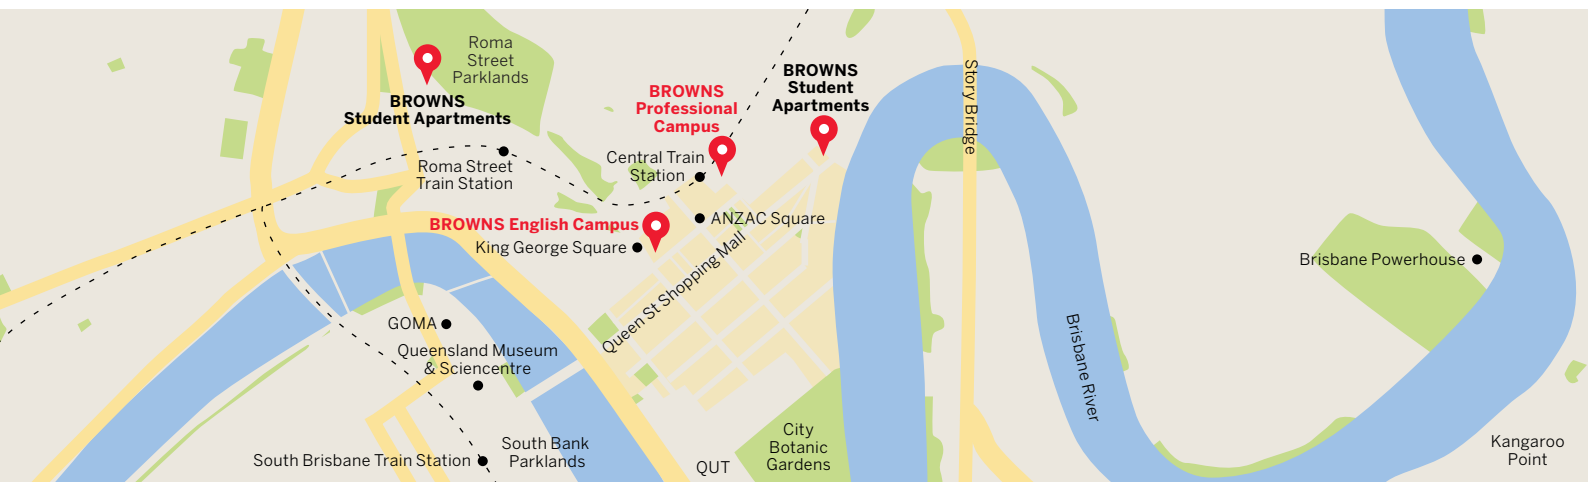 Roma
Street
Parklands
BROWNS
Student Apartments
BROWNS
Professional
Campus
BROWNS
Student
Apartments
Story Bridge
Roma Street
Train Station
Central Train
Station
BROWNS English Campus
ANZAC Square
King George Square
Queen St Shopping Mall
Brisbane Powerhouse
GOMA
Queensland Museum
& Sciencentre
Brisbane River
South Brisbane Train Station
South Bank
Parklands
QUT
City
Botanic
Gardens
Kangaroo
Point